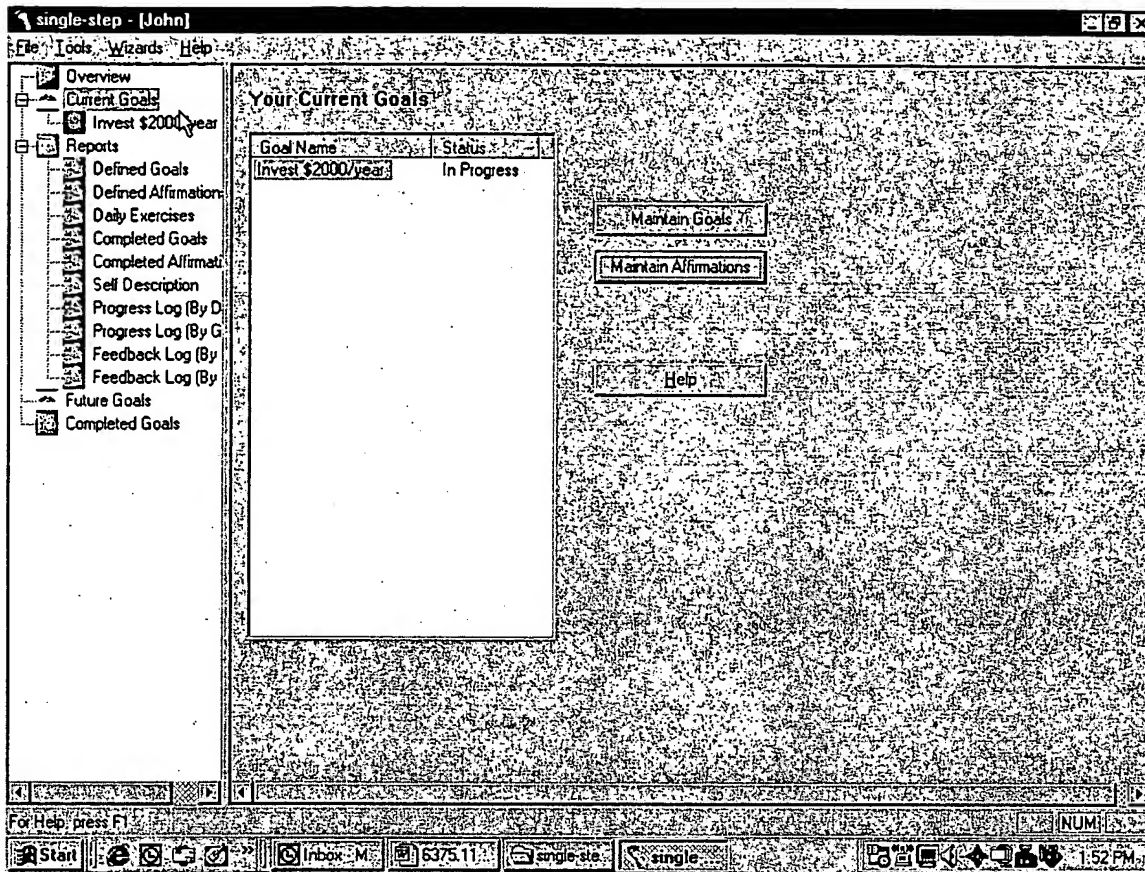 single-step - [John]
File Tools Wizards Help
Overview
Current Goals
Invest $2000/year
Reports
Defined Goals
Defined Affirmation
Daily Exercises
Completed Goals
Completed Affirmati
Self Description
Progress Log (By D
Progress Log (By G
Feedback Log (By
Feedback Log (By
Future Goals
Completed Goals
Your Current Goals
Goal Name Status
Invest $2000/year In Progress
Maintain Goals
Maintain Affirmations
Help
For Help, press F1 NUM
Start Inbox M 6375.11 single-ste... single 1:52 PM